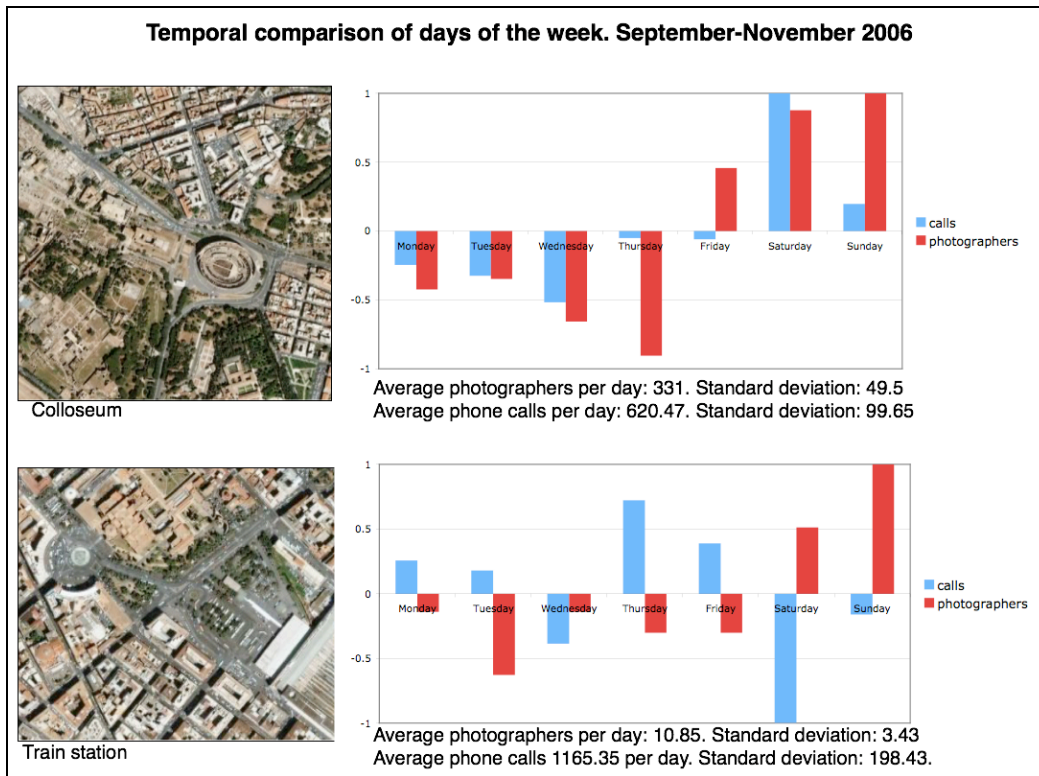 Temporal comparison of days of the week. September-November 2006
1
0.5
0
-0.5
-1
Monday Tuesday Wednesday Thursday Friday Saturday Sunday
calls
photographers
Colloseum
Average photographers per day: 331. Standard deviation: 49.5
Average phone calls per day: 620.47. Standard deviation: 99.65
1
0.5
0
-0.5
-1
Monday Tuesday Wednesday Thursday Friday Saturday Sunday
calls
photographers
Train station
Average photographers per day: 10.85. Standard deviation: 3.43
Average phone calls 1165.35 per day. Standard deviation: 198.43.